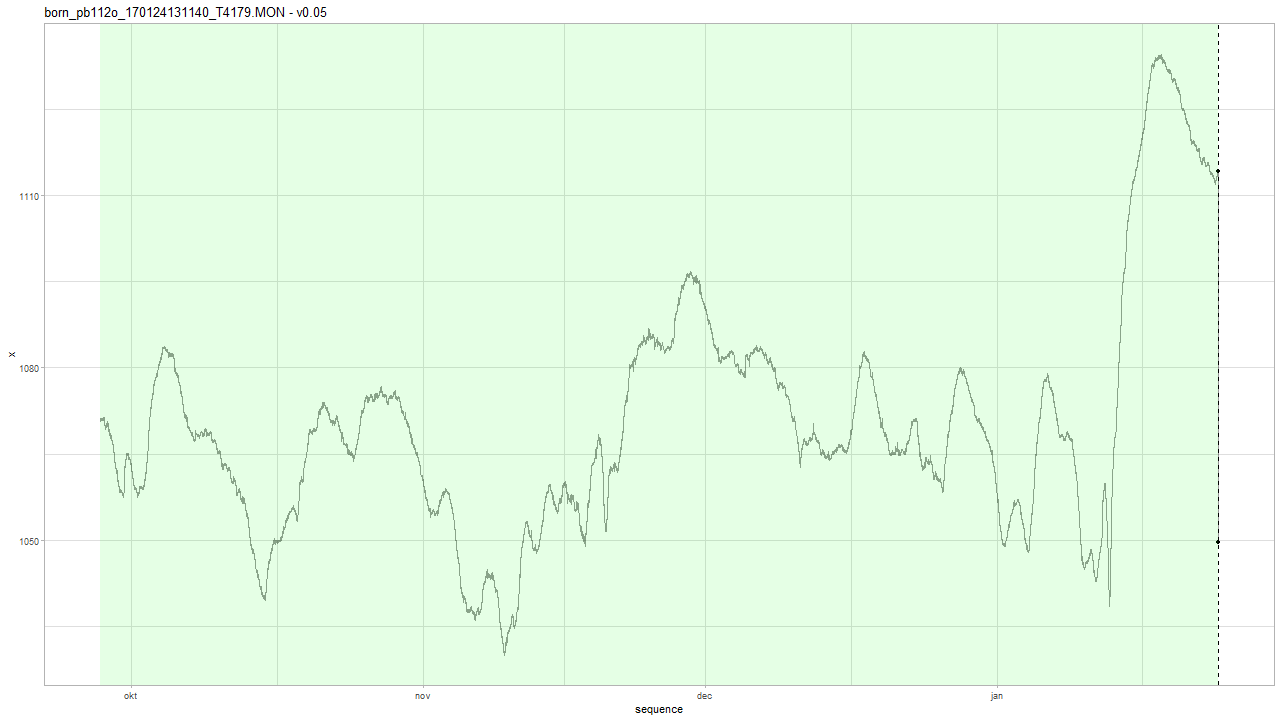 born_pb112o_170124131140_T4179.MON - v0.05
1110
1080
1050
x
okt nov dec jan
sequence